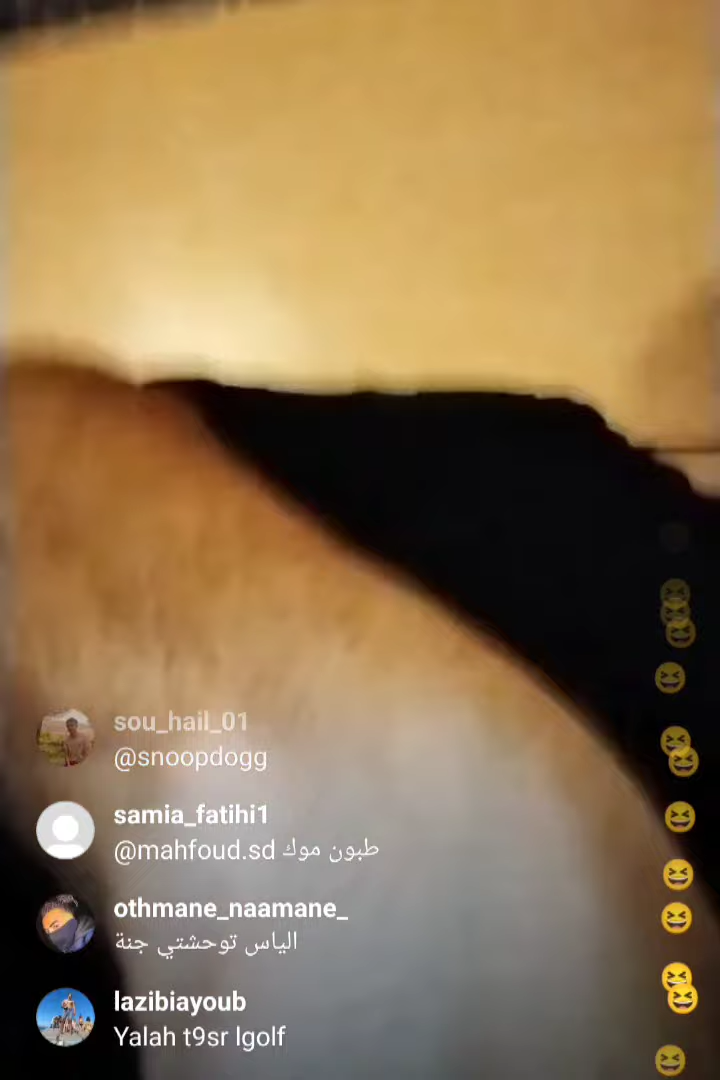 sou_hail_01
@snoopdogg
samia_fatihi1
@mahfoud.sd طبون موك
othmane_naamane_
الياس توحشتي جنة
lazibiayoub
Yalah t9sr lgolf